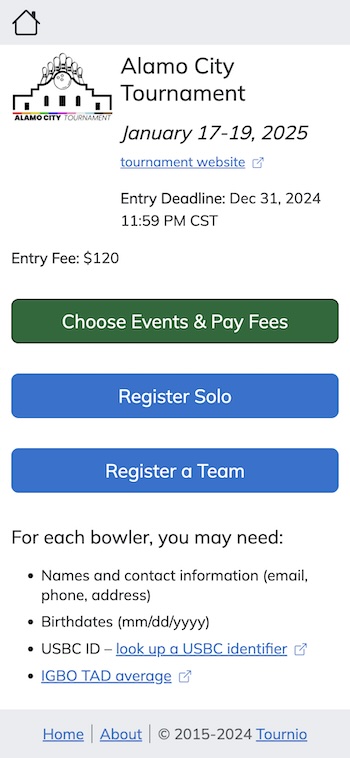 Alamo City
Tournament
ALAMO CITY TOURNAMENT
January 17-19, 2025
tournament website
Entry Deadline: Dec 31, 2024
11:59 PM CST
Entry Fee: $120
Choose Events & Pay Fees
Register Solo
Register a Team
For each bowler, you may need:
• Names and contact information (email,
phone, address)
• Birthdates (mm/dd/yyyy)
• USBC ID – look up a USBC identifier
• IGBO TAD average
Home | About | © 2015-2024 Tournio